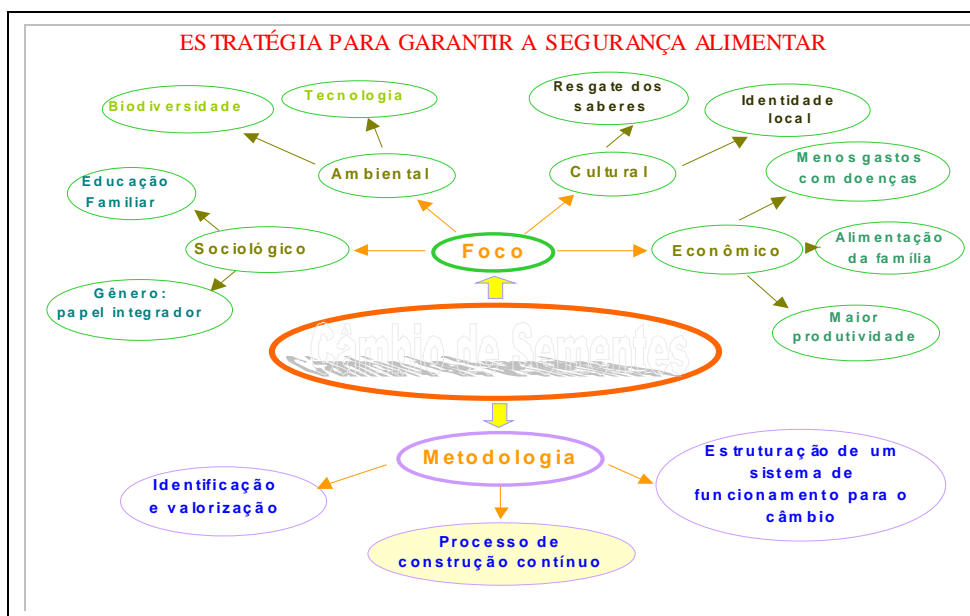 ESTRATÉGIA PARA GARANTIR A SEGURANÇA ALIMENTAR
Biodiversidade
Tecnologia
Resgate dos
saberes
Identidade
local
Ambiental
Cultural
Menos gastos
com doenças
Educação
Familiar
Sociológico
Foco
Econômico
Alimentação
da família
Gênero:
papel integrador
Maior
produtividade
Câmbio de Sementes
Metodologia
Identificação
e valorização
Estruturação de um
sistema de
funcionamento para o
câmbio
Processo de
construção contínuo